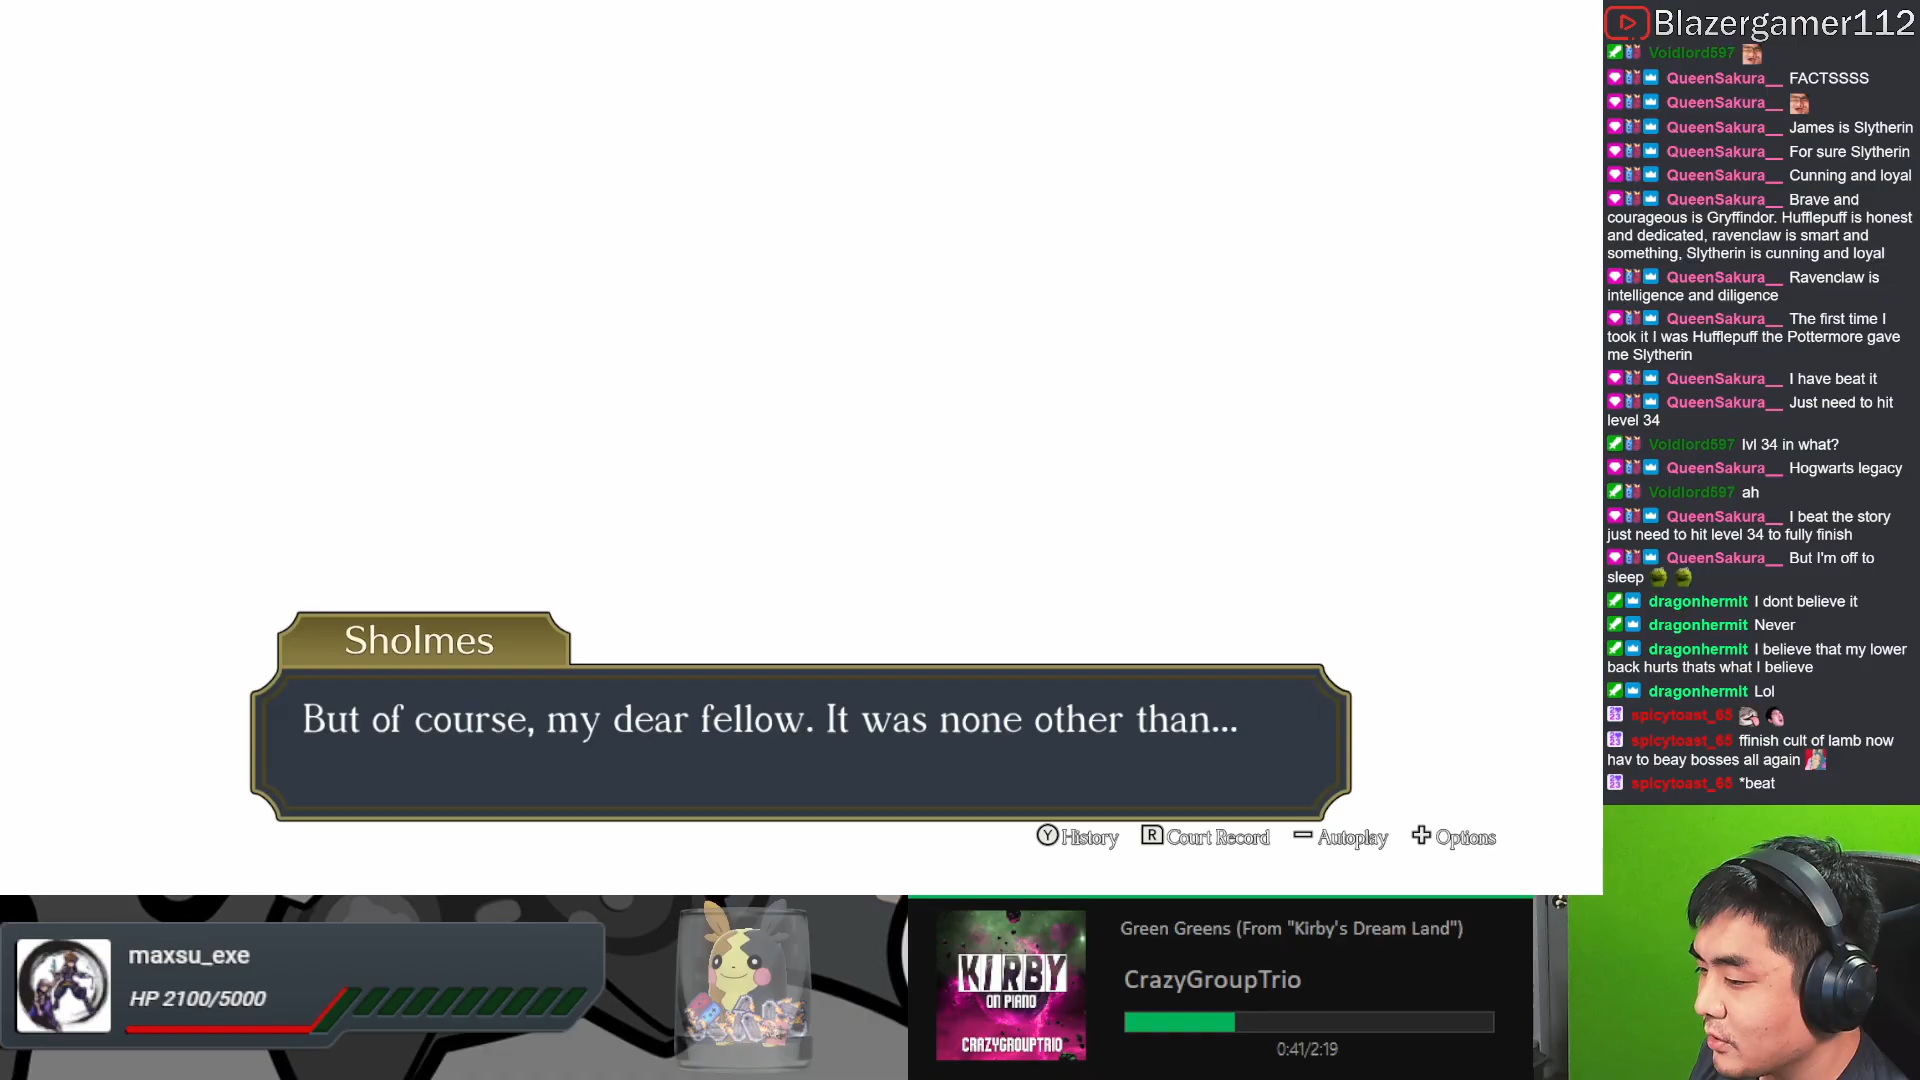 Blazergamer112
Voidlord597
QueenSakura__ FACTSSSS
QueenSakura__
QueenSakura__ James is Slytherin
QueenSakura__ For sure Slytherin
QueenSakura__ Cunning and loyal
QueenSakura__ Brave and
courageous is Gryffindor. Hufflepuff is honest
and dedicated, ravenclaw is smart and
something, Slytherin is cunning and loyal
QueenSakura__ Ravenclaw is
intelligence and diligence
QueenSakura__ The first time I
took it I was Hufflepuff the Pottermore gave
me Slytherin
QueenSakura__ I have beat it
QueenSakura__ Just need to hit
level 34
Voidlord597 lvl 34 in what?
QueenSakura__ Hogwarts legacy
Voidlord597 ah
QueenSakura__ I beat the story
just need to hit level 34 to fully finish
QueenSakura__ But I'm off to
sleep
dragonhermit I dont believe it
dragonhermit Never
dragonhermit I believe that my lower
back hurts thats what I believe
dragonhermit Lol
spicytoast_65
spicytoast_65 ffinish cult of lamb now
hav to beay bosses all again
spicytoast_65 *beat
Sholmes
But of course, my dear fellow. It was none other than...
Y History R Court Record Autoplay Options
maxsu_exe
HP 2100/5000
KIRBY
ON PIANO
CRAZYGROUPTRIO
Green Greens (From "Kirby's Dream Land")
CrazyGroupTrio
0:41/2:19